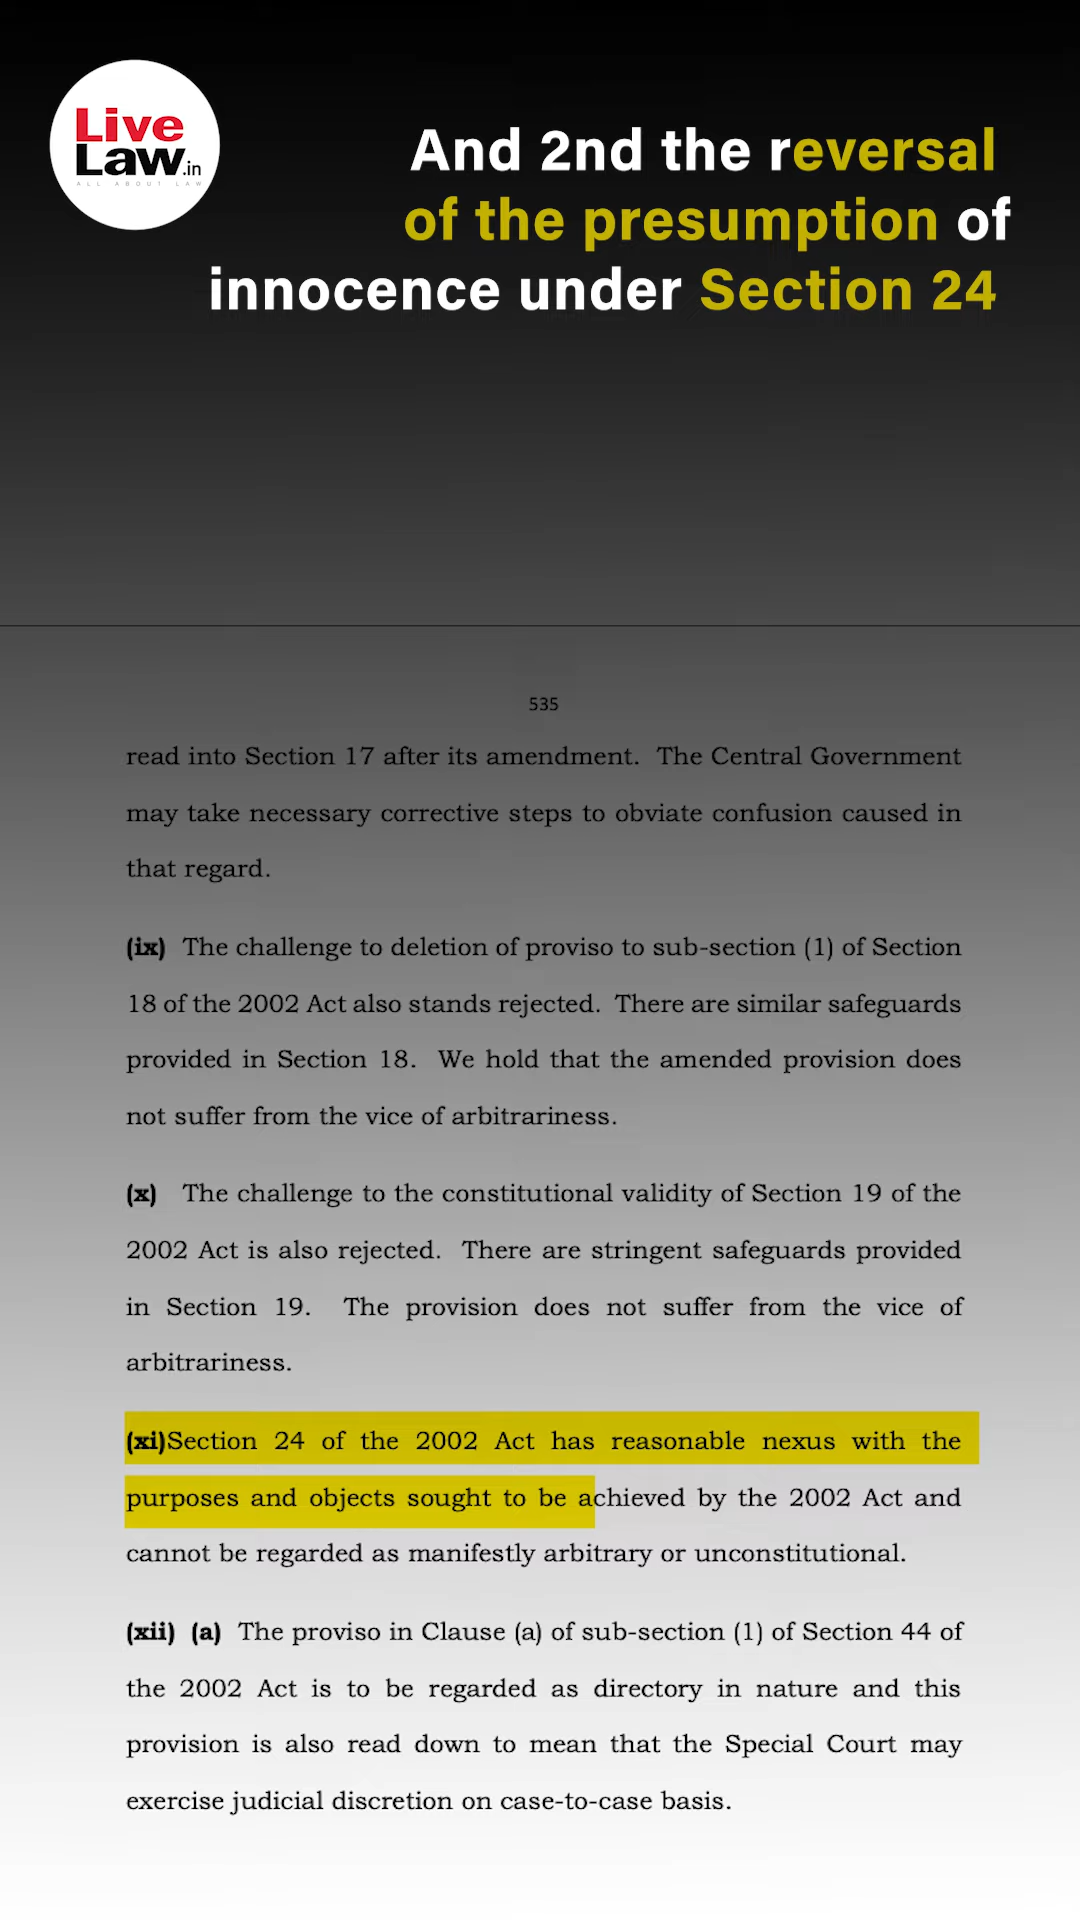 Live
Law.in
ALL ABOUT LAW
And 2nd the reversal
of the presumption of
innocence under Section 24
535
read into Section 17 after its amendment. The Central Government
may take necessary corrective steps to obviate confusion caused in
that regard.
(ix) The challenge to deletion of proviso to sub-section (1) of Section
18 of the 2002 Act also stands rejected. There are similar safeguards
provided in Section 18. We hold that the amended provision does
not suffer from the vice of arbitrariness.
(x) The challenge to the constitutional validity of Section 19 of the
2002 Act is also rejected. There are stringent safeguards provided
in Section 19. The provision does not suffer from the vice of
arbitrariness.
(xi)Section 24 of the 2002 Act has reasonable nexus with the
purposes and objects sought to be achieved by the 2002 Act and
cannot be regarded as manifestly arbitrary or unconstitutional.
(xii) (a) The proviso in Clause (a) of sub-section (1) of Section 44 of
the 2002 Act is to be regarded as directory in nature and this
provision is also read down to mean that the Special Court may
exercise judicial discretion on case-to-case basis.